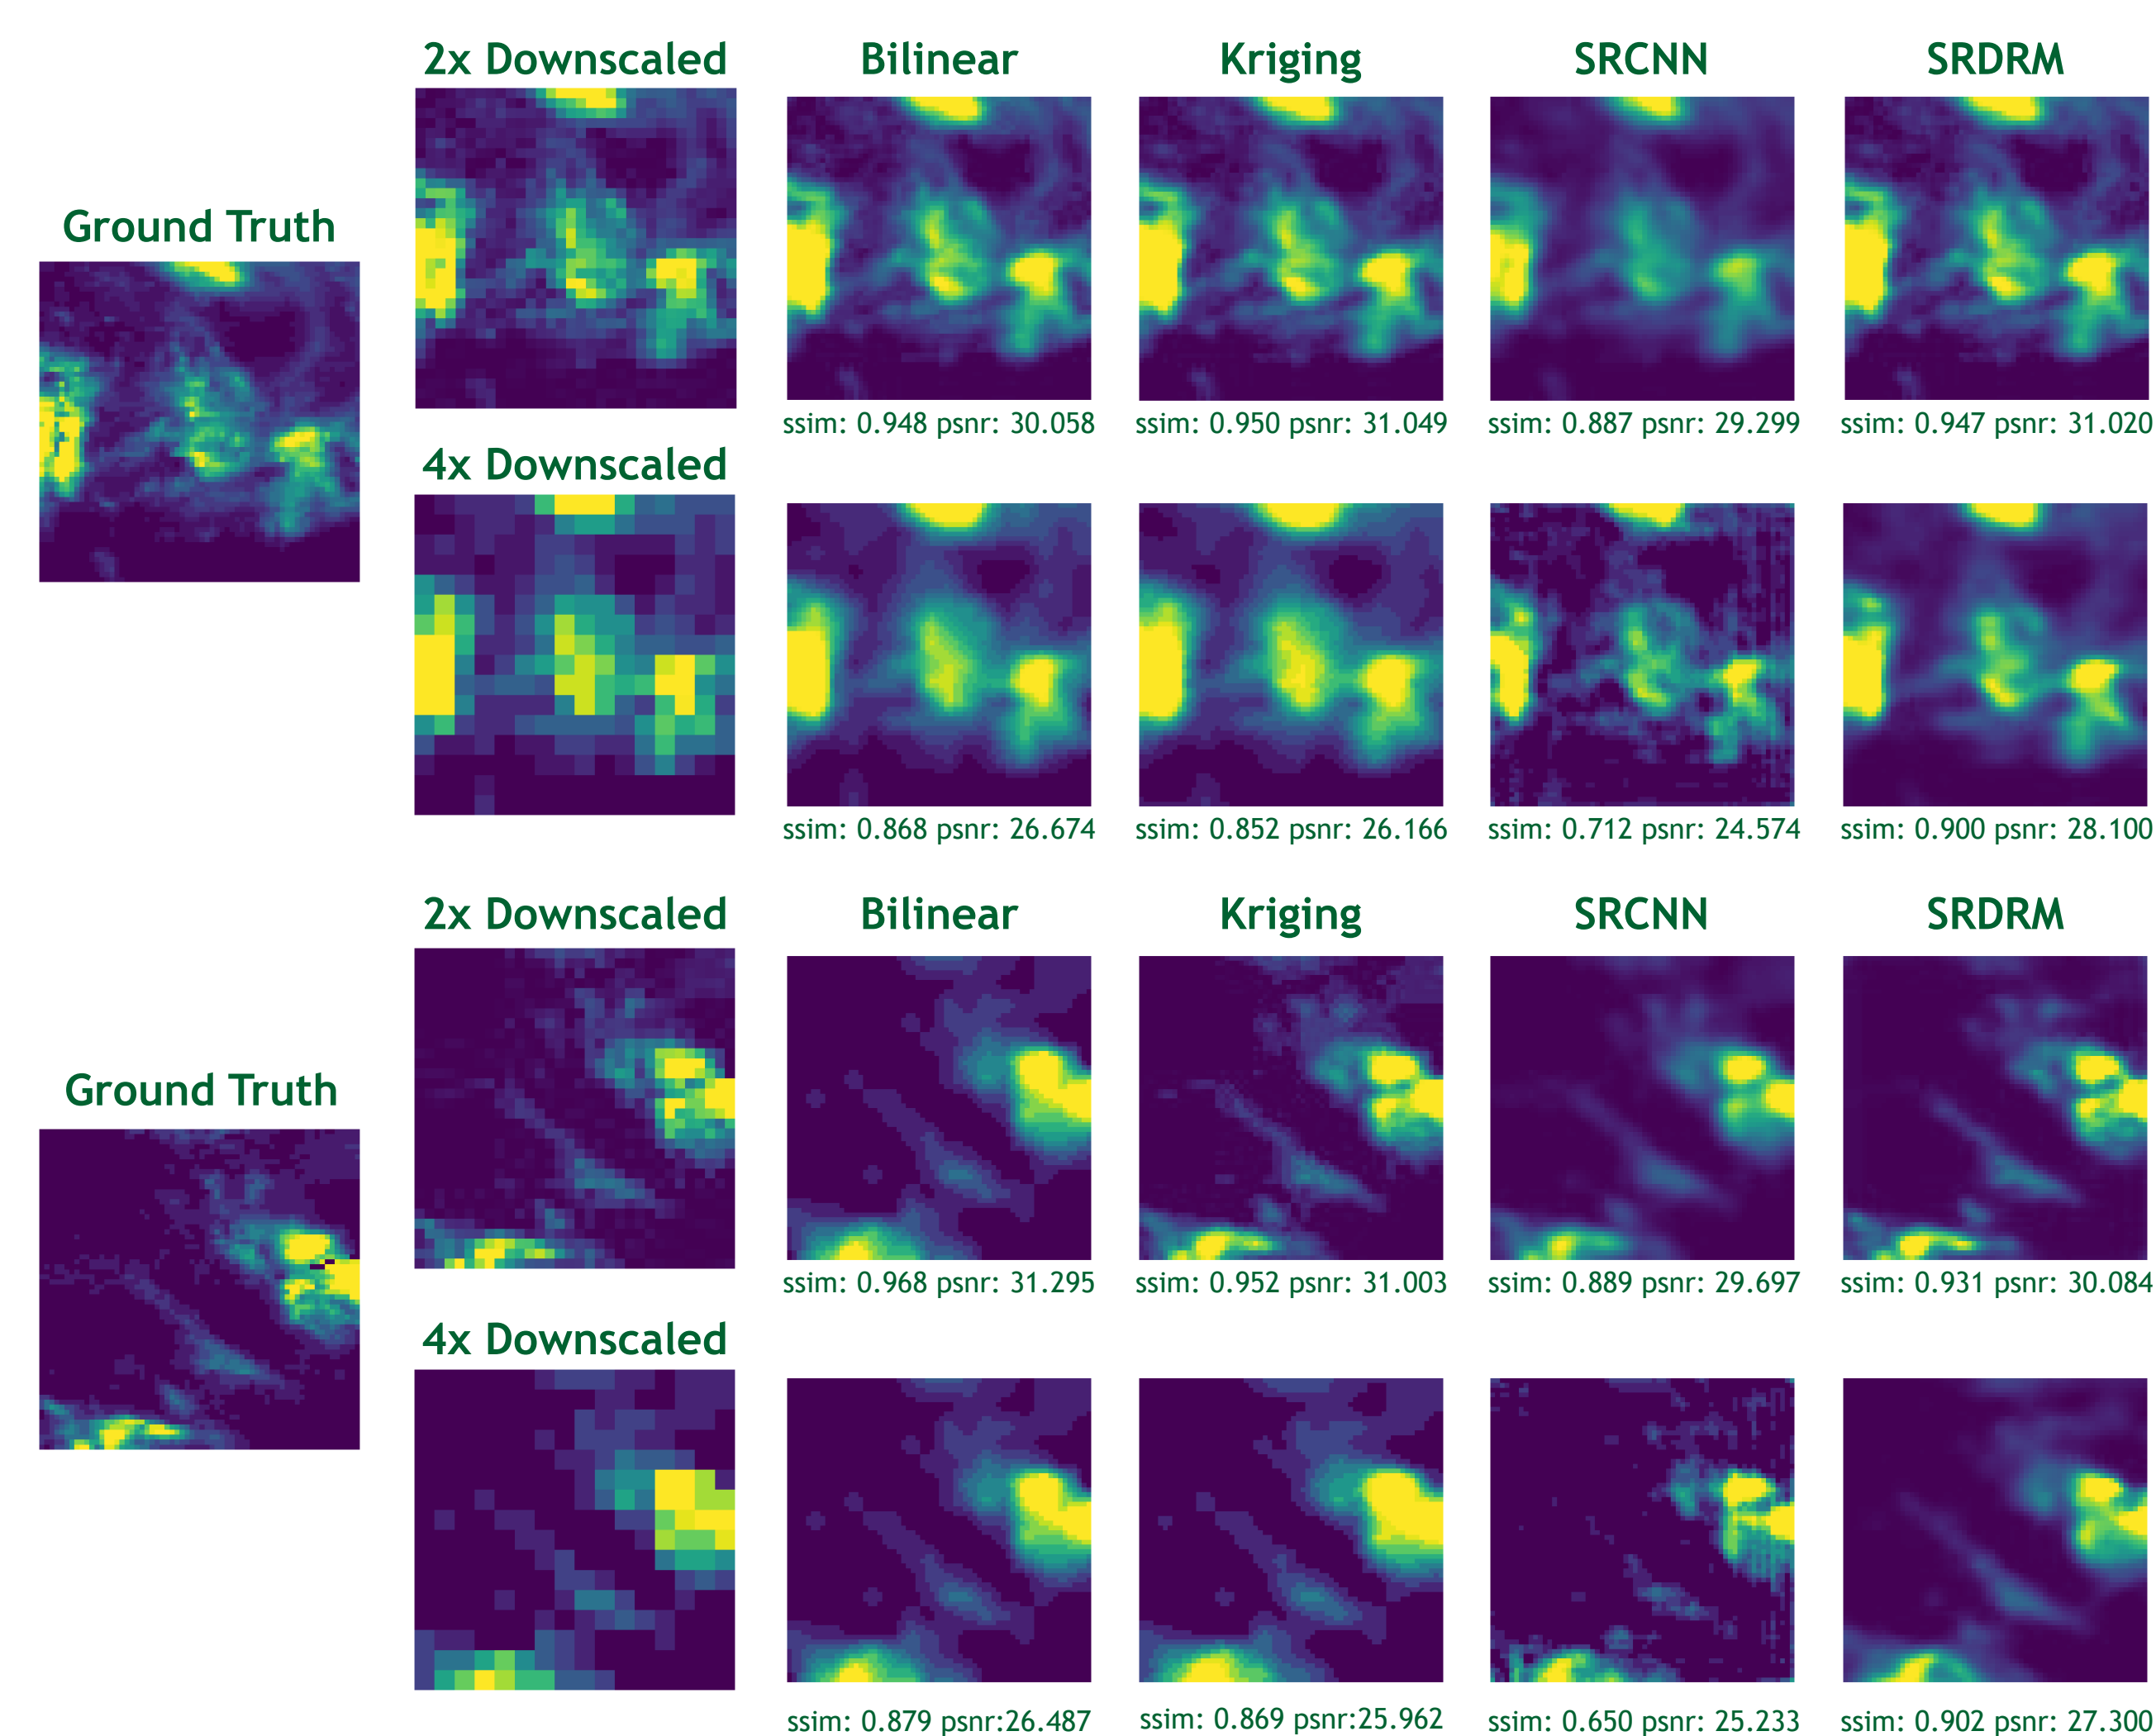 2x Downscaled Bilinear Kriging SRCNN SRDRM
Ground Truth
ssim: 0.948 psnr: 30.058 ssim: 0.950 psnr: 31.049 ssim: 0.887 psnr: 29.299 ssim: 0.947 psnr: 31.020
4x Downscaled
ssim: 0.868 psnr: 26.674 ssim: 0.852 psnr: 26.166 ssim: 0.712 psnr: 24.574 ssim: 0.900 psnr: 28.100
2x Downscaled Bilinear Kriging SRCNN SRDRM
Ground Truth
ssim: 0.968 psnr: 31.295 ssim: 0.952 psnr: 31.003 ssim: 0.889 psnr: 29.697 ssim: 0.931 psnr: 30.084
4x Downscaled
ssim: 0.879 psnr:26.487 ssim: 0.869 psnr:25.962 ssim: 0.650 psnr: 25.233 ssim: 0.902 psnr: 27.300